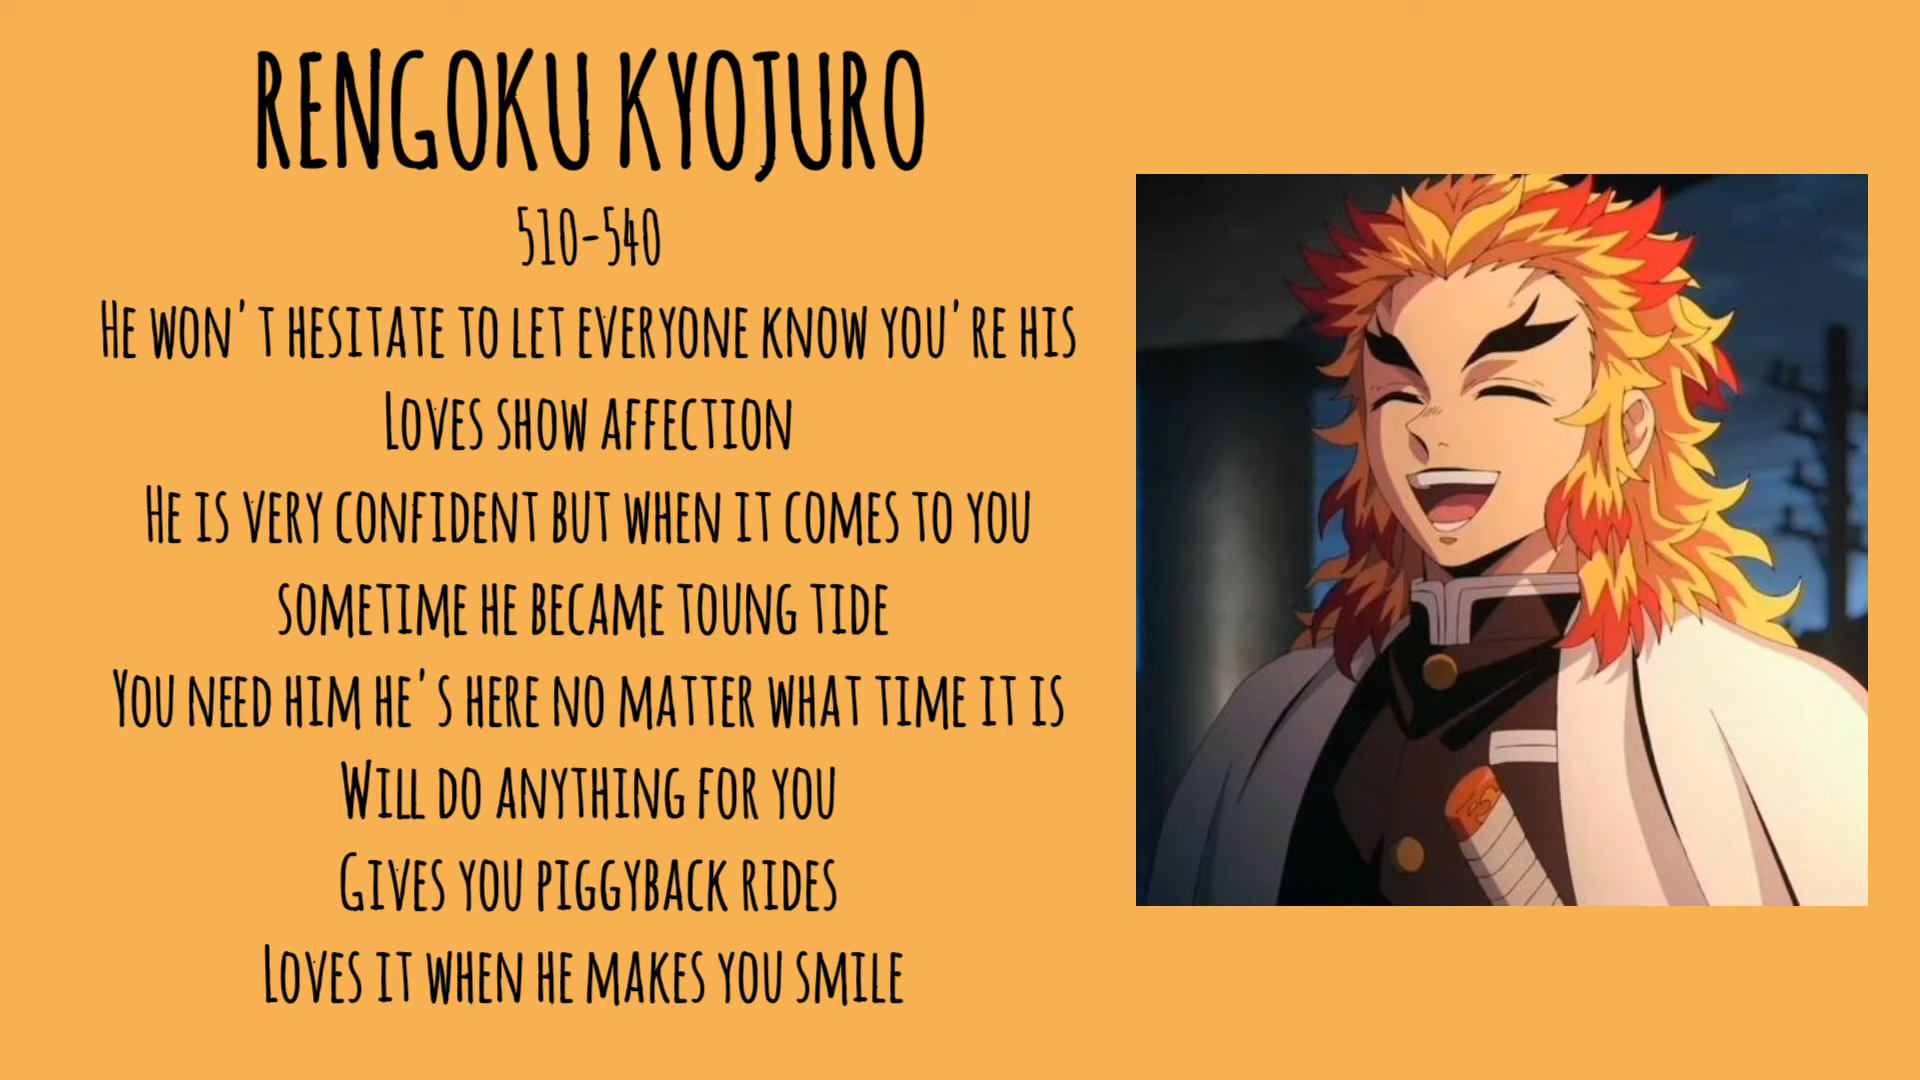 RENGOKU KYOJURO
510-540
HE WON'T HESITATE TO LET EVERYONE KNOW YOU'RE HIS
LOVES SHOW AFFECTION
HE IS VERY CONFIDENT BUT WHEN IT COMES TO YOU
SOMETIME HE BECAME TOUNG TIDE
YOU NEED HIM HE'S HERE NO MATTER WHAT TIME IT IS
WILL DO ANYTHING FOR YOU
GIVES YOU PIGGYBACK RIDES
LOVES IT WHEN HE MAKES YOU SMILE